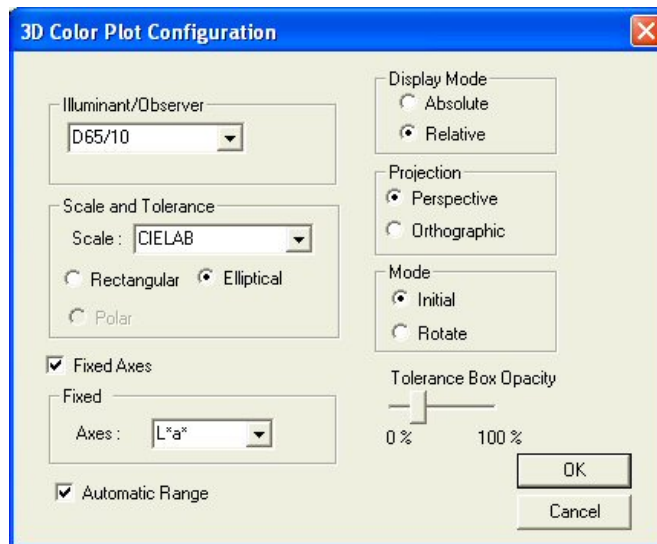 3D Color Plot Configuration
Illuminant/Observer
D65/10
Scale and Tolerance
Scale : CIELAB
Rectangular Elliptical
Polar
Fixed Axes
Fixed
Axes : L*a*
Automatic Range
Display Mode
Absolute
Relative
Projection
Perspective
Orthographic
Mode
Initial
Rotate
Tolerance Box Opacity
0 % 100 %
OK
Cancel